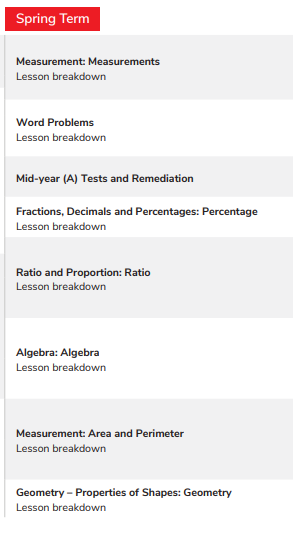 Spring Term
Measurement: Measurements
Lesson breakdown
Word Problems
Lesson breakdown
Mid-year (A) Tests and Remediation
Fractions, Decimals and Percentages: Percentage
Lesson breakdown
Ratio and Proportion: Ratio
Lesson breakdown
Algebra: Algebra
Lesson breakdown
Measurement: Area and Perimeter
Lesson breakdown
Geometry – Properties of Shapes: Geometry
Lesson breakdown